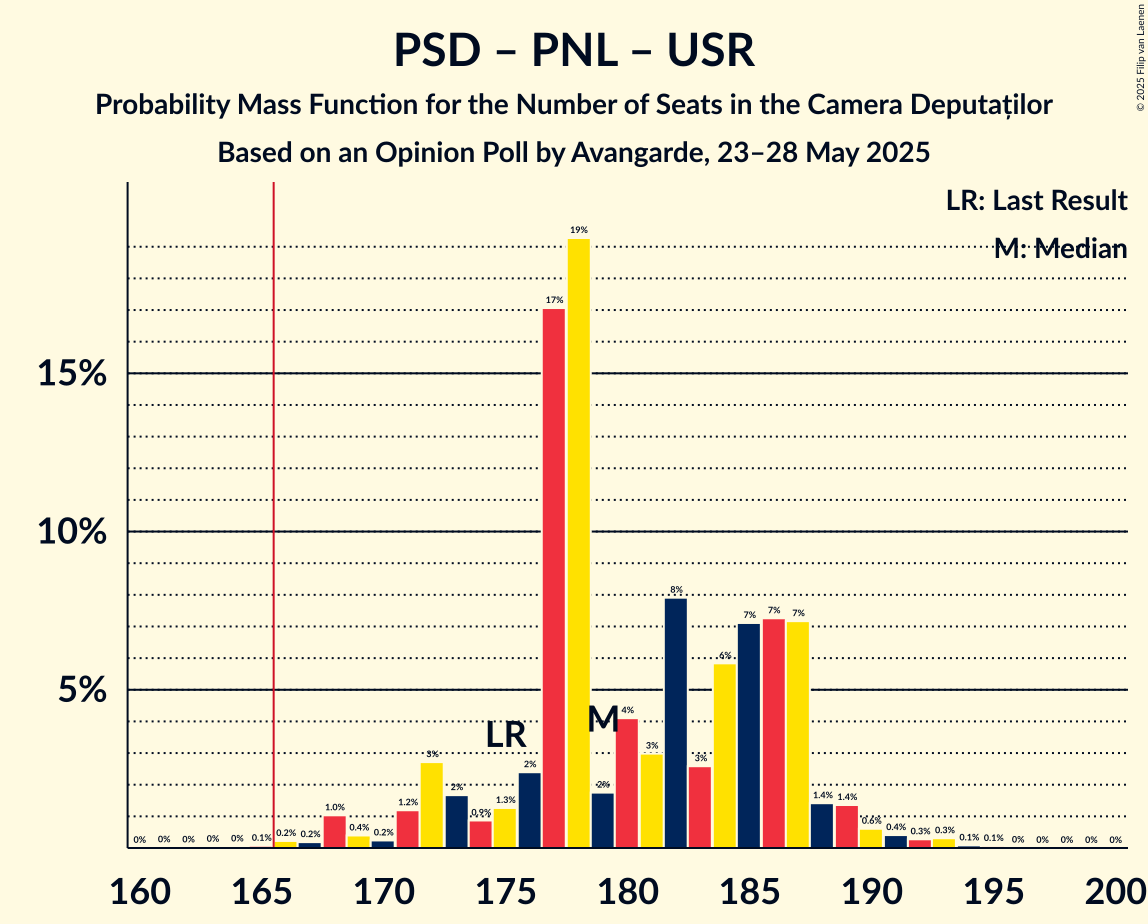 PSD – PNL – USR
Probability Mass Function for the Number of Seats in the Camera Deputaților
Based on an Opinion Poll by Avangarde, 23–28 May 2025
© 2025 Filip van Laenen
LR: Last Result
M: Median
15%
10%
5%
LR
M
0% 0% 0% 0% 0% 0.1% 0.2% 0.2% 1.0% 0.4% 0.2% 1.2% 3% 2% 0.9% 1.3% 2% 17% 19% 2% 4% 3% 8% 3% 6% 7% 7% 7% 1.4% 1.4% 0.6% 0.4% 0.3% 0.3% 0.1% 0.1% 0% 0% 0% 0% 0%
160 165 170 175 180 185 190 195 200